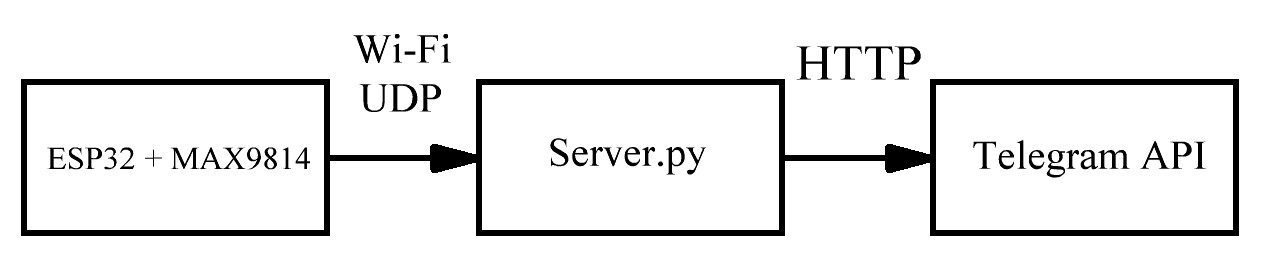 ESP32 + MAX9814
Wi-Fi
UDP
Server.py
HTTP
Telegram API